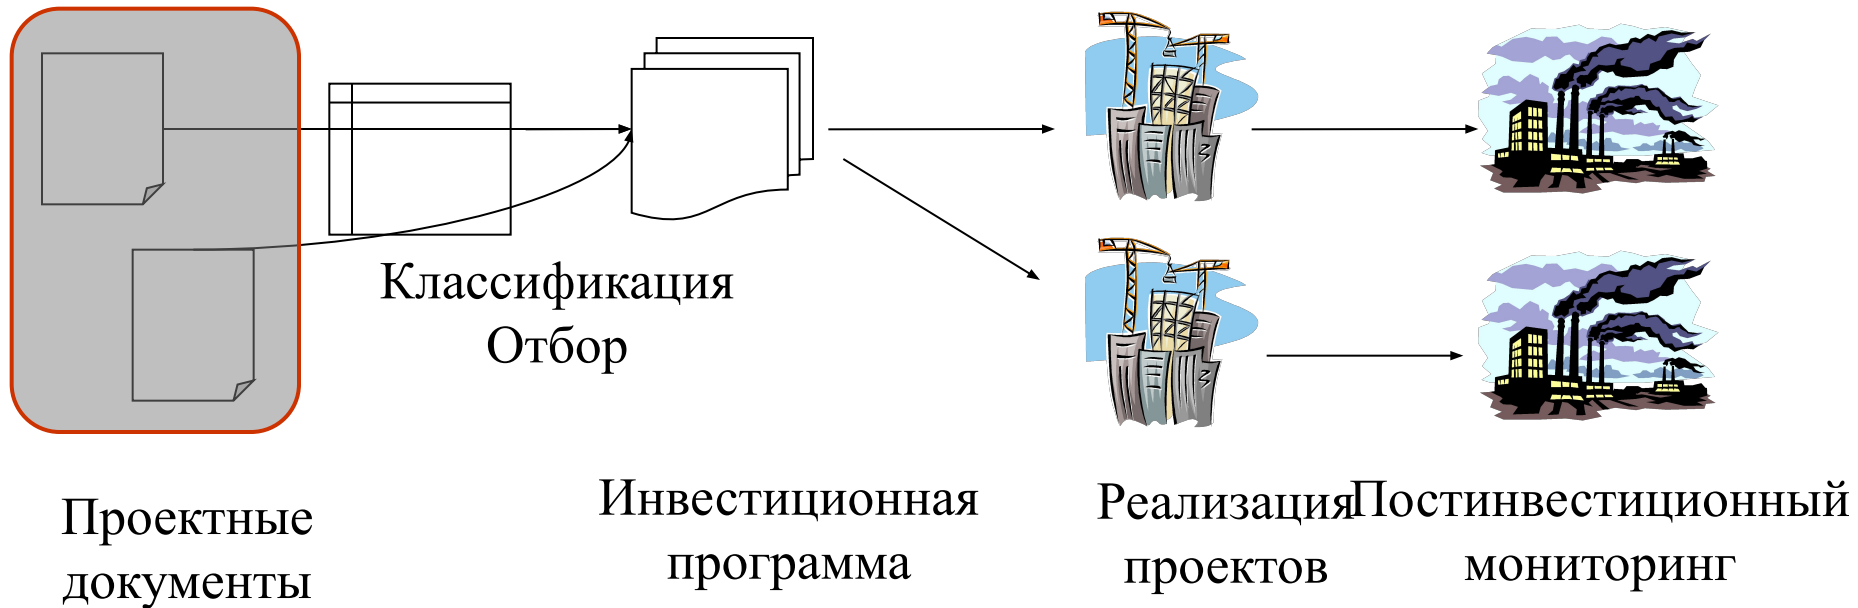 Классификация
Отбор
Проектные
документы
Инвестиционная
программа
Реализация
проектов
Постинвестиционный
мониторинг